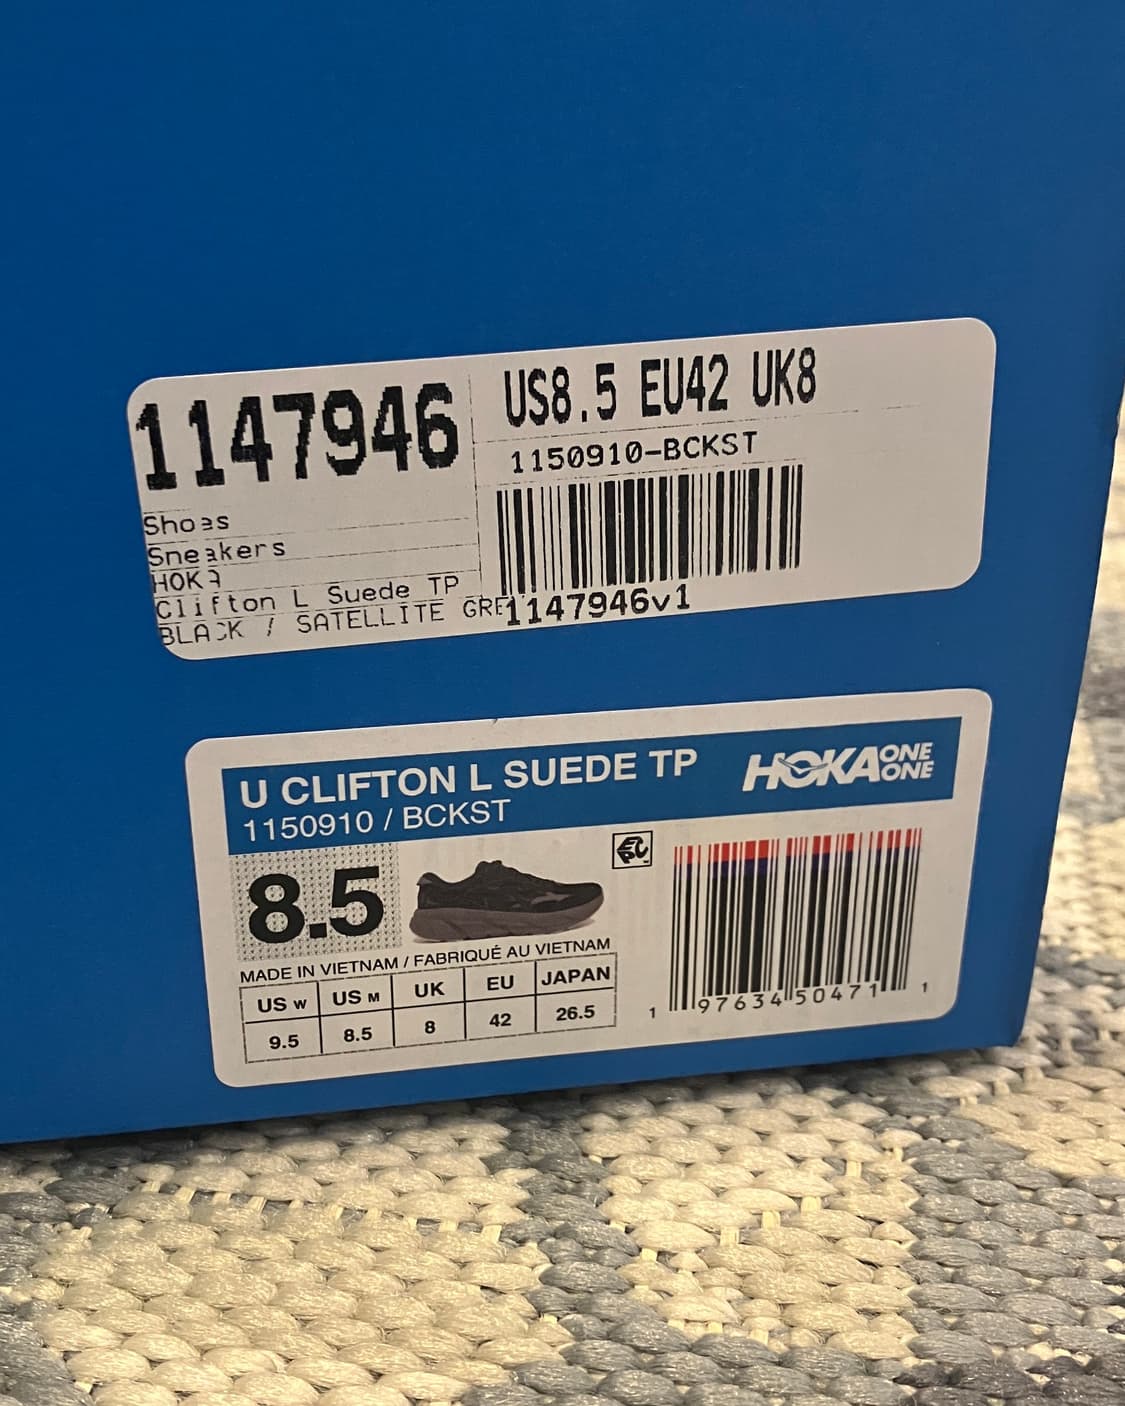 1147946
US8.5 EU42 UK8
1150910-BCKST
Shoes
Sneakers
HOKA
Clifton L Suede TP
BLACK / SATELLITE GRE
1147946v1
U CLIFTON L SUEDE TP
1150910 / BCKST
HOKA ONE ONE
8.5
MADE IN VIETNAM / FABRIQUÉ AU VIETNAM
US W US M UK EU JAPAN
9.5 8.5 8 42 26.5
1 97634 50471 1